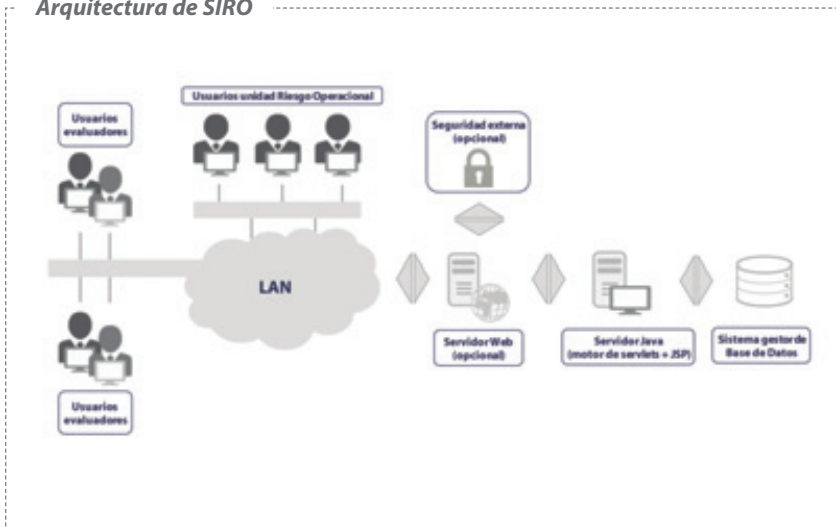 Arquitectura de SIRO
Usuarios unidad Riesgo Operacional
Usuarios
evaluadores
Seguridad externa
(opcional)
LAN
Servidor Web
(opcional)
Servidor Java
(motor de servlets + JSP)
Sistema gestor de
Base de Datos
Usuarios
evaluadores